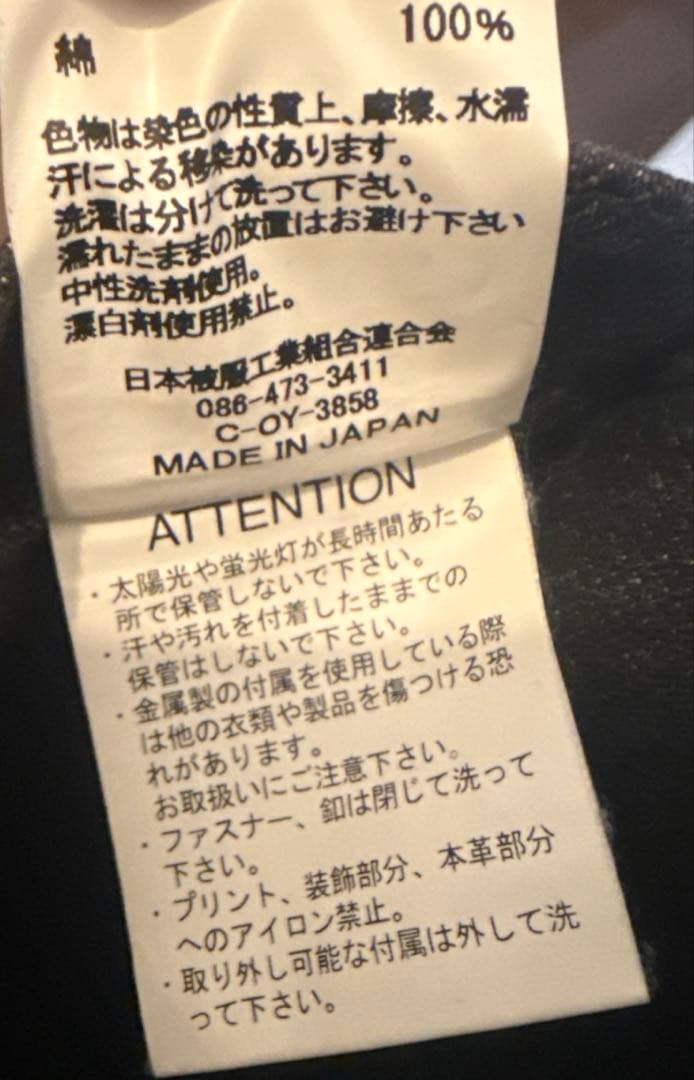 綿 100%
色物は染色の性質上、摩擦、水濡
汗による移染があります。
洗濯は分けて洗って下さい。
濡れたままの放置はお避け下さい
中性洗剤使用。
漂白剤使用禁止。
日本被服工業組合連合会
086-473-3411
C-OY-3858
MADE IN JAPAN
ATTENTION
・太陽光や蛍光灯が長時間あたる
所で保管しないで下さい。
・汗や汚れを付着したままでの
保管はしないで下さい。
・金属製の付属を使用している際
は他の衣類や製品を傷つける恐
れがあります。
お取扱いにご注意下さい。
・ファスナー、釦は閉じて洗って
下さい。
・プリント、装飾部分、本革部分
へのアイロン禁止。
・取り外し可能な付属は外して洗
って下さい。